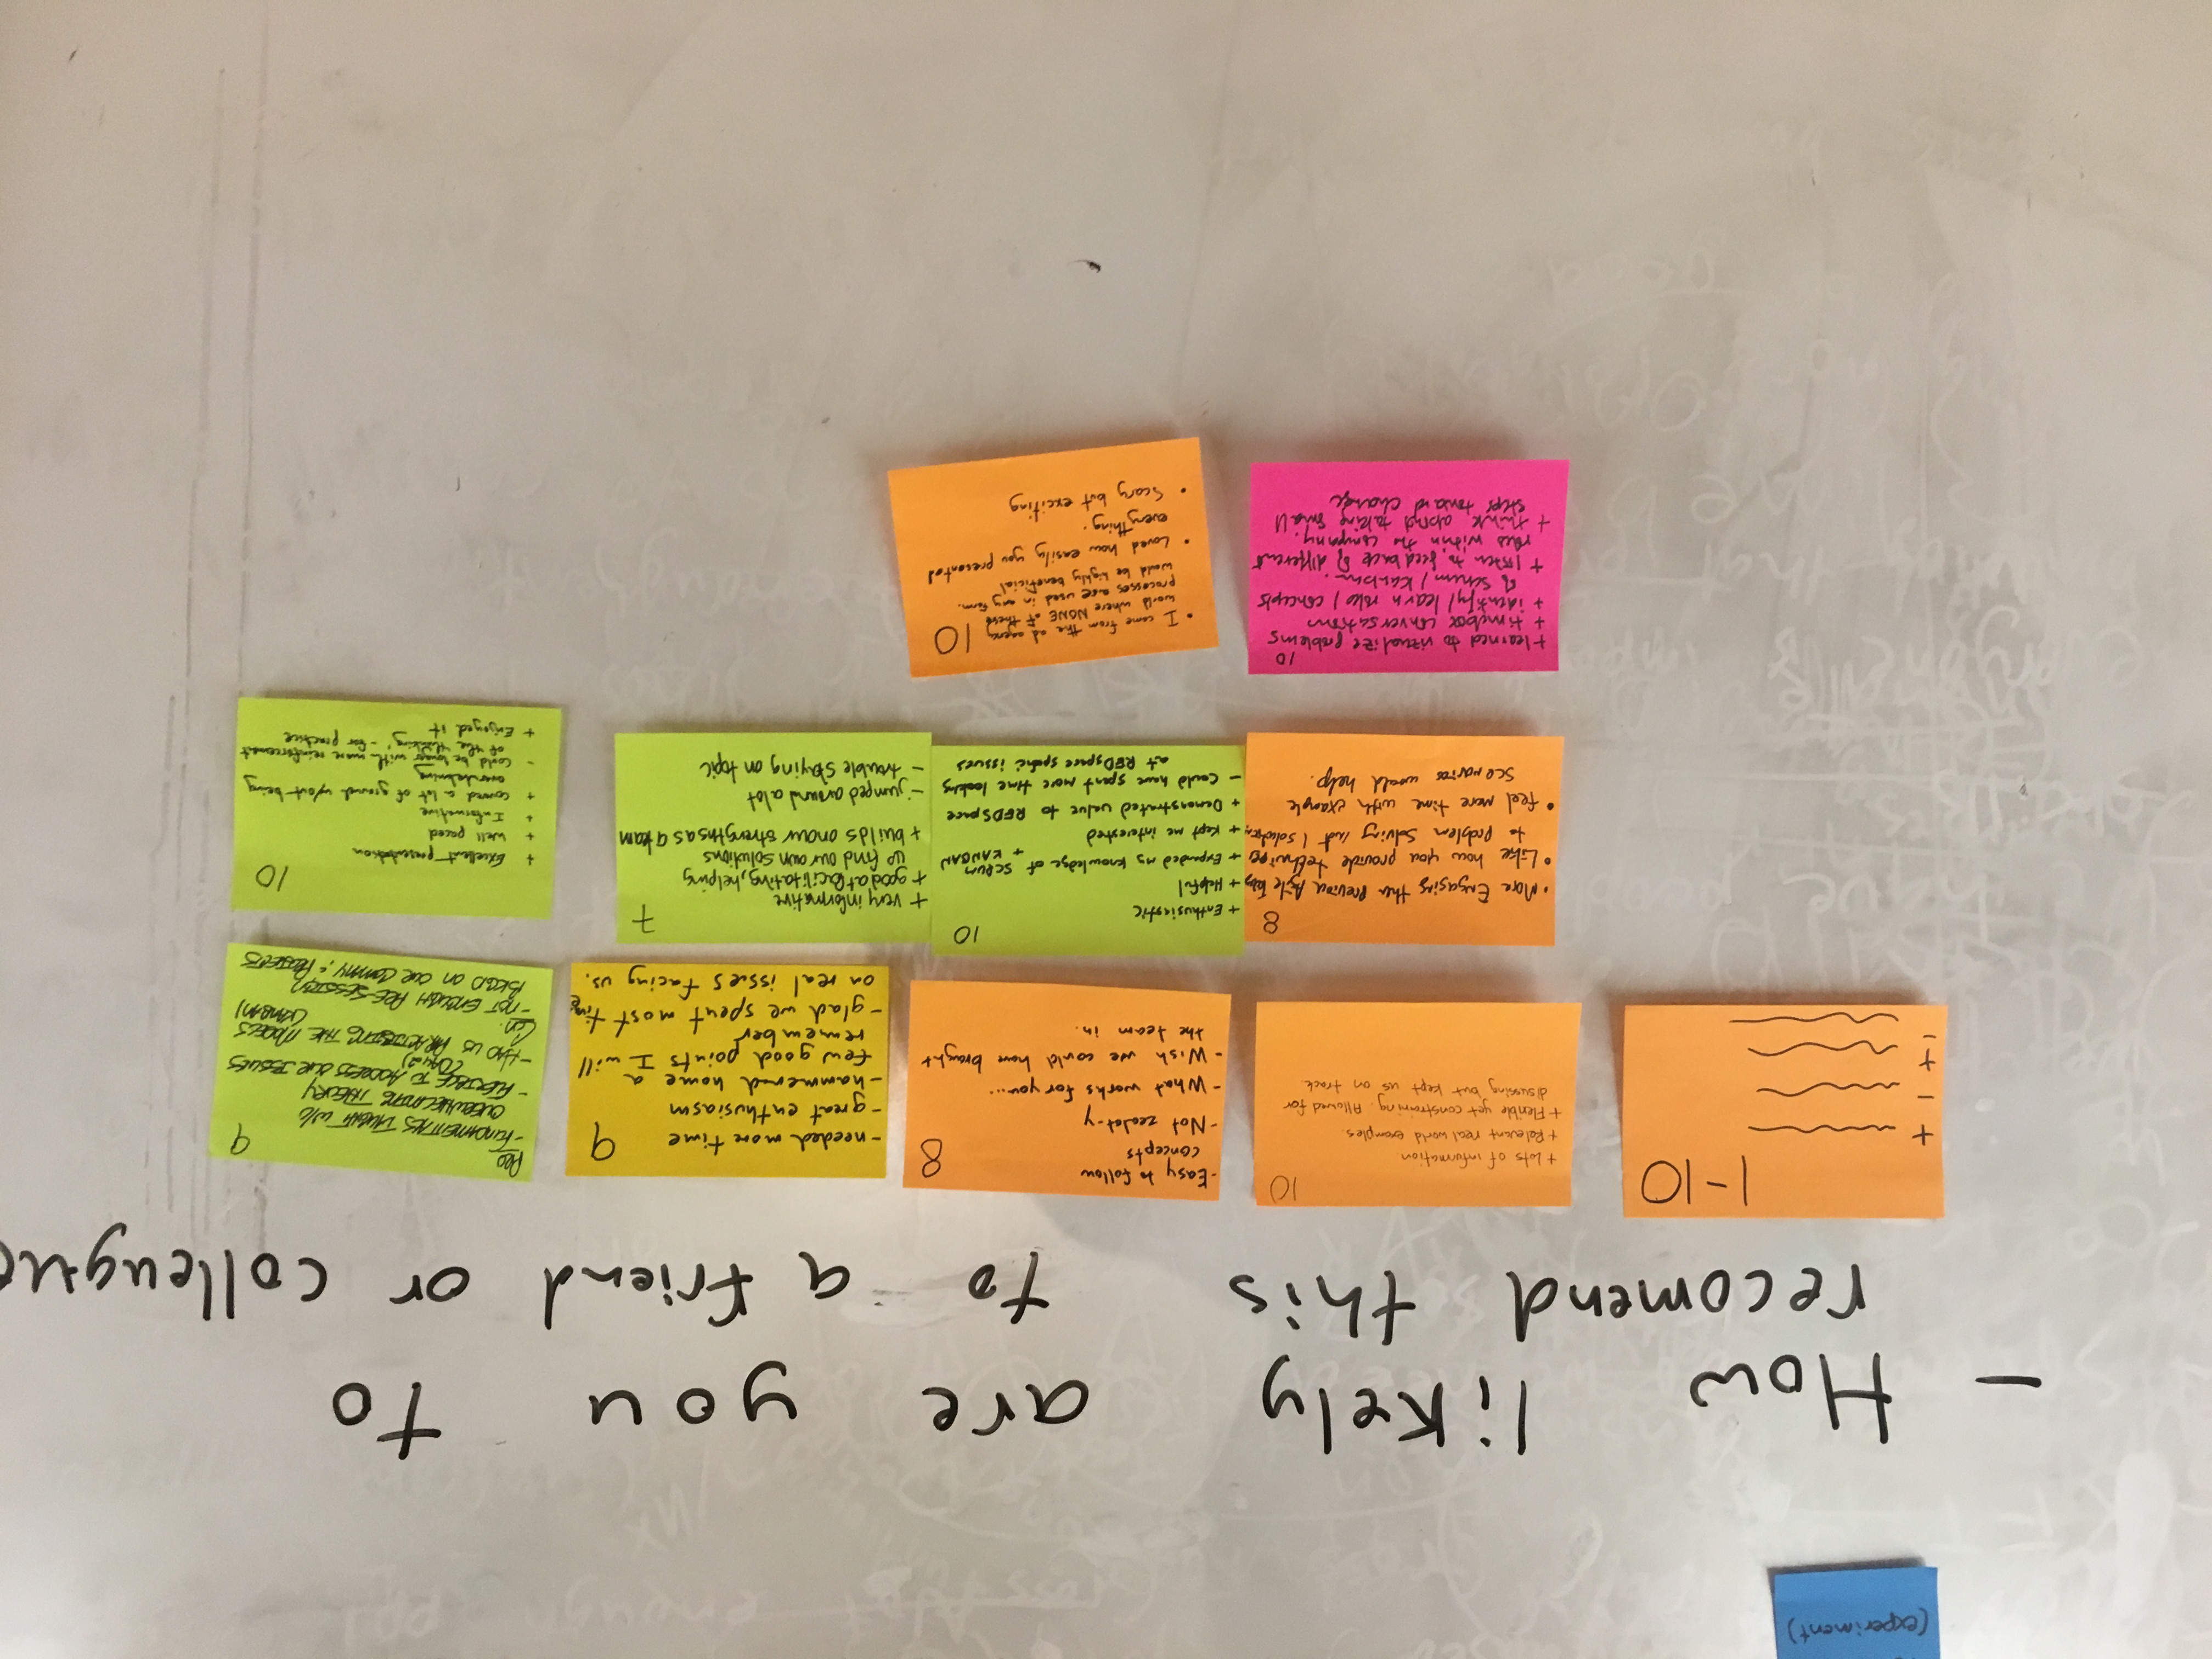 (experiment)
- How likely are you to
recomend this to a friend or colleugue
1-10
+
-
+
-
10
+ Lots of information.
+ Relevant real world examples.
+ Flexible yet constraining. Allowed for
disussing but kept us on track.
8
- Easy to follow
concepts
- Not zealot-y
- What works for you...
- Wish we could have brought
the team in.
9
- needed more time
- great enthusiasm
- hammered home a
few good points I will
remember
- glad we spent most time
on real issues facing us.
9
Pro
- FUNDAMENTALS TAUGHT W/O
OVERWHELMING THEORY
- FLEXIBLE TO ADDRESS OUR ISSUES
(DAY 2)
- HAD US PRACTISING THE MODELS
(KANBAN)
Con.
- NOT ENOUGH PRE-SESSION
BKGD ON OUR COMPANY & PROJECTS
8
• More Engaging then Previous Agile
• Like how you provide techniques
to problem solving not 1 solution
• feel more time with example
scenarios would help.
10
+ Enthusiastic
+ Helpful
+ Expanded my knowledge of SCRUM
+ KANBAN
+ Kept me interested
+ Demonstrated value to REDSpace
- Could have spent more time looking
at REDspace spefic issues
7
+ very informative
+ good at facilitating, helping
us find our own solutions
+ builds on our strengths as a team
- jumped around a lot
- trouble staying on topic
10
+ Excellent presentation
+ Well paced
+ Informative
+ covered a lot of ground w/out being
overwhelming
- Could be longer with more reinforcement
of the 'thinking' - for practice
+ Enjoyed it
10
+ learned to vizualize problems
+ timebox conversations
+ identify/ learn roles / concepts
of scrum / kanban.
+ listen to feedback of different
roles within the company.
+ think about taking small
steps toward change
10
• I come from the ad agency
world where NONE of these
processes are used in any form.
would be highly beneficial
• Loved how easily you presented
everything.
• Scary but exciting